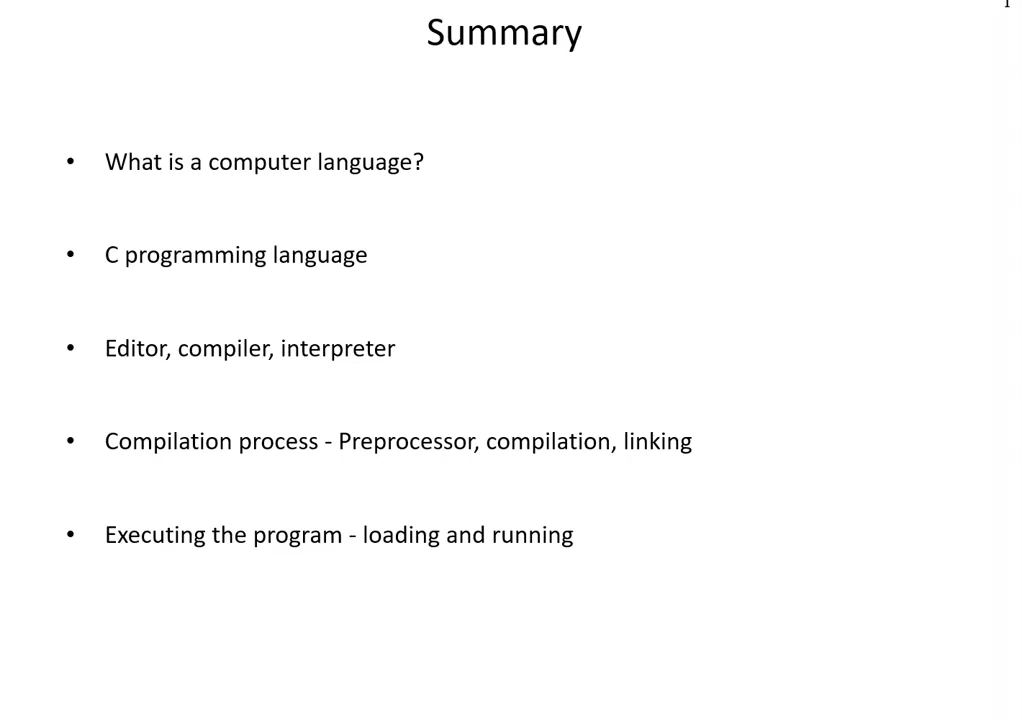 Summary
• What is a computer language?
• C programming language
• Editor, compiler, interpreter
• Compilation process - Preprocessor, compilation, linking
• Executing the program - loading and running